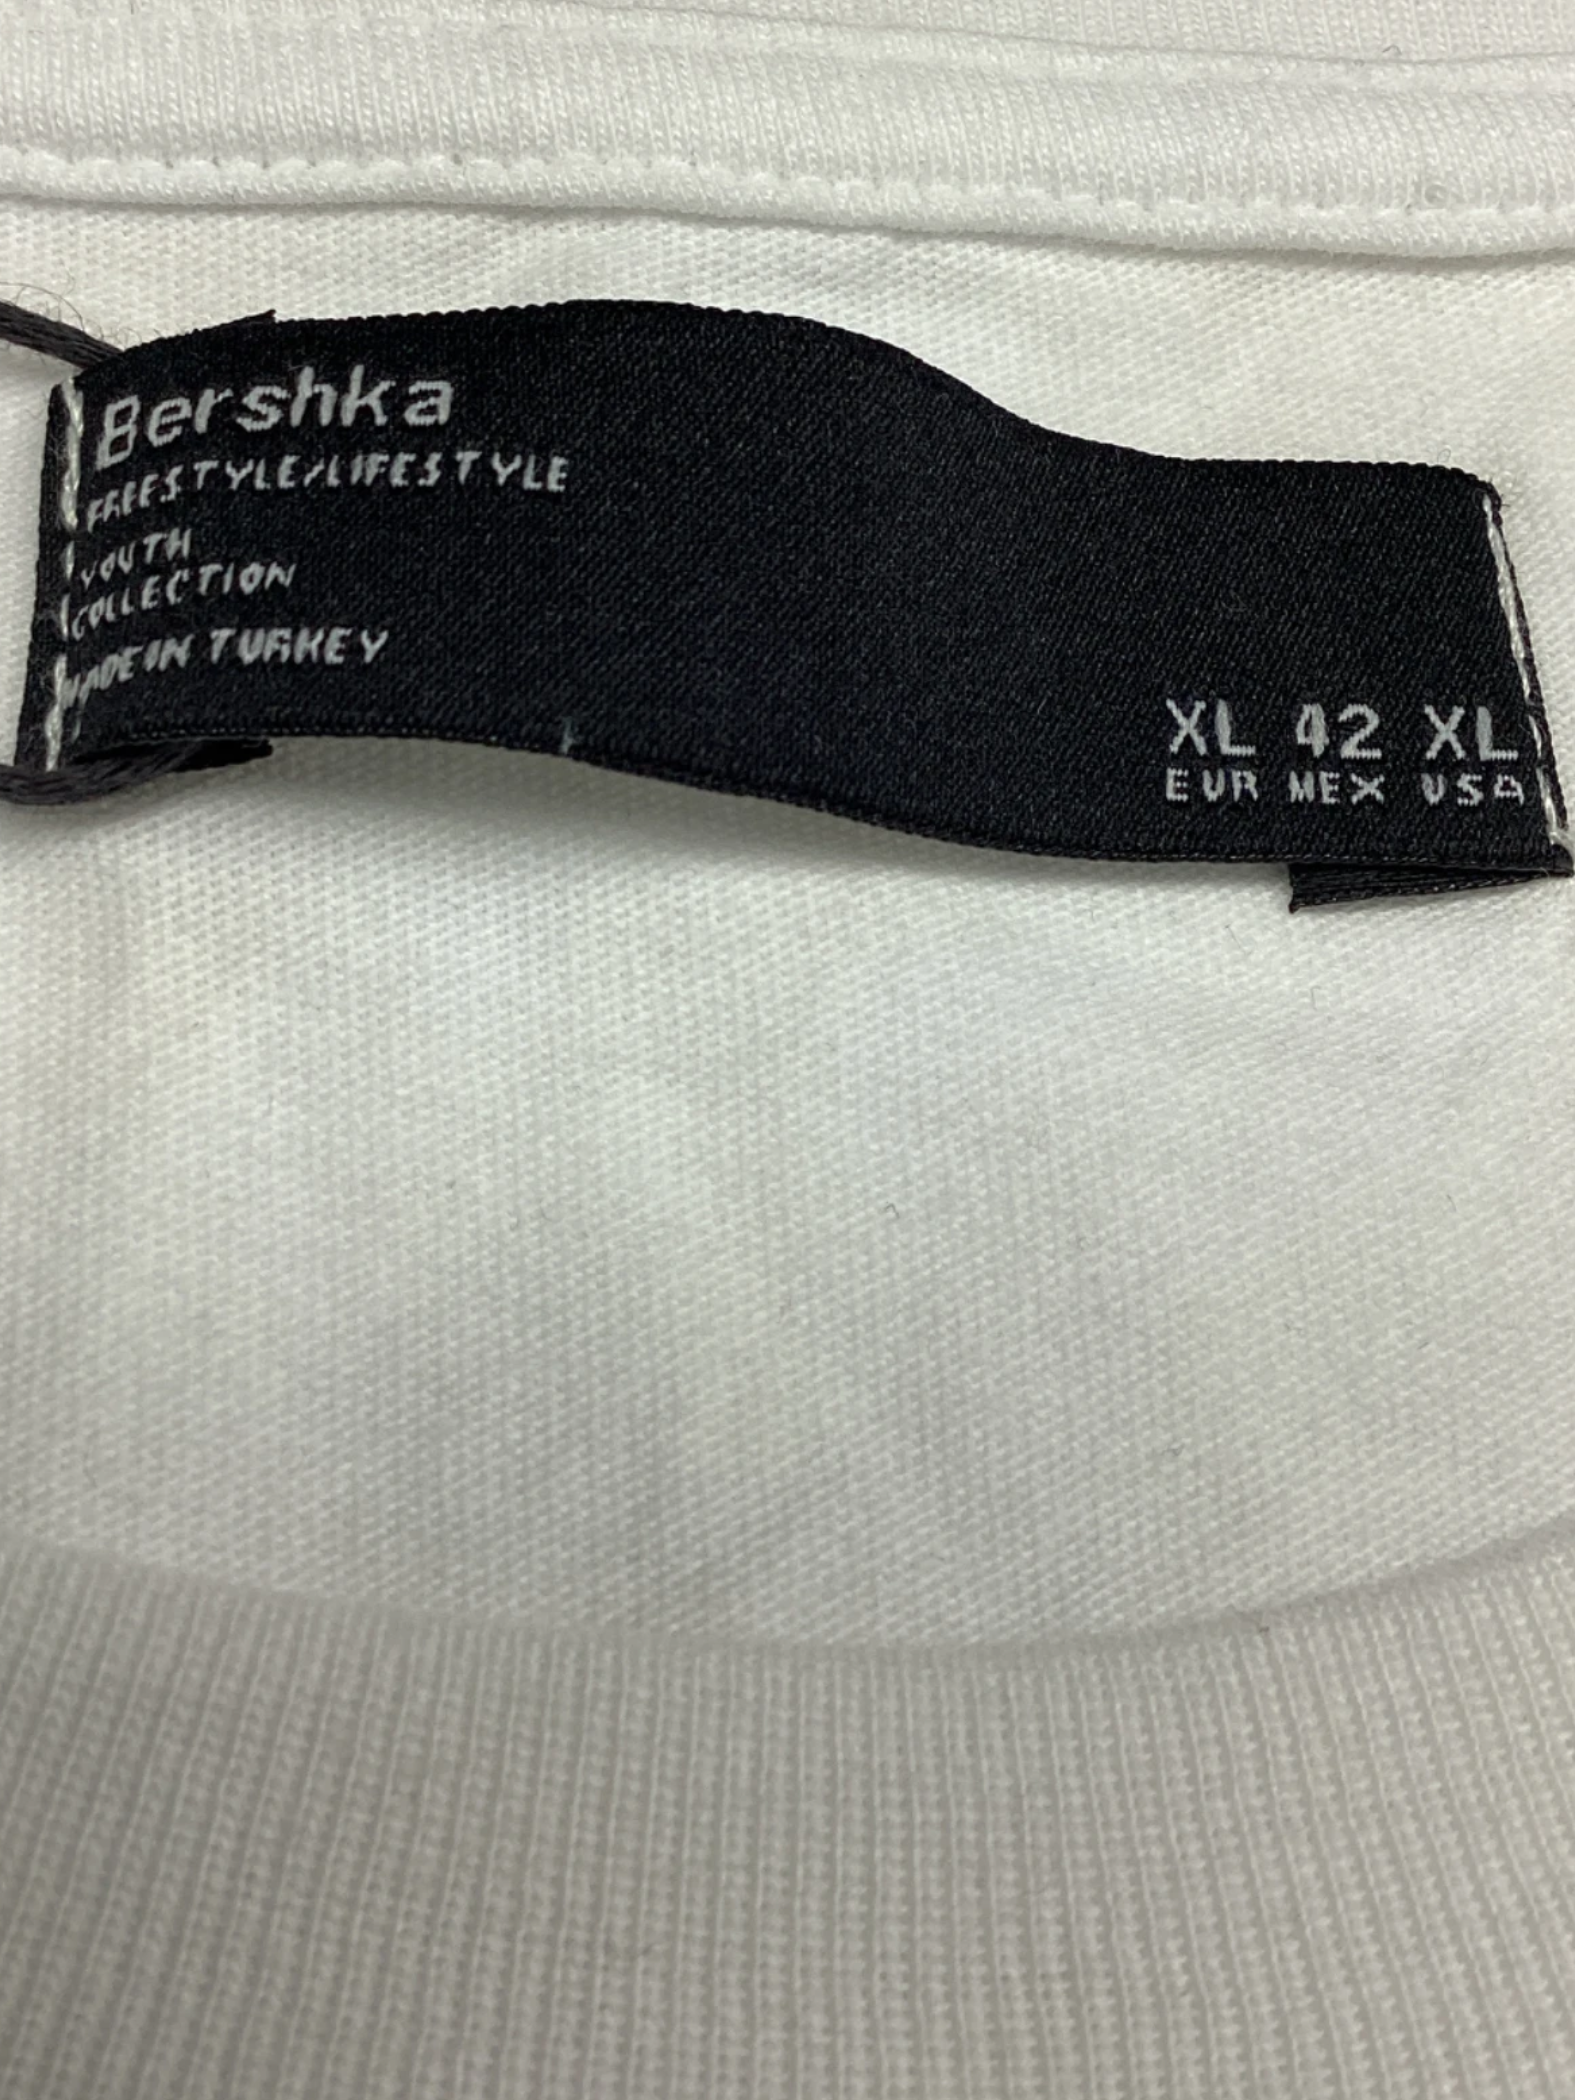 Bershka
FREESTYLE/LIFESTYLE
YOUTH
COLLECTION
MADE IN TURKEY
XL 42 XL
EUR MEX USA